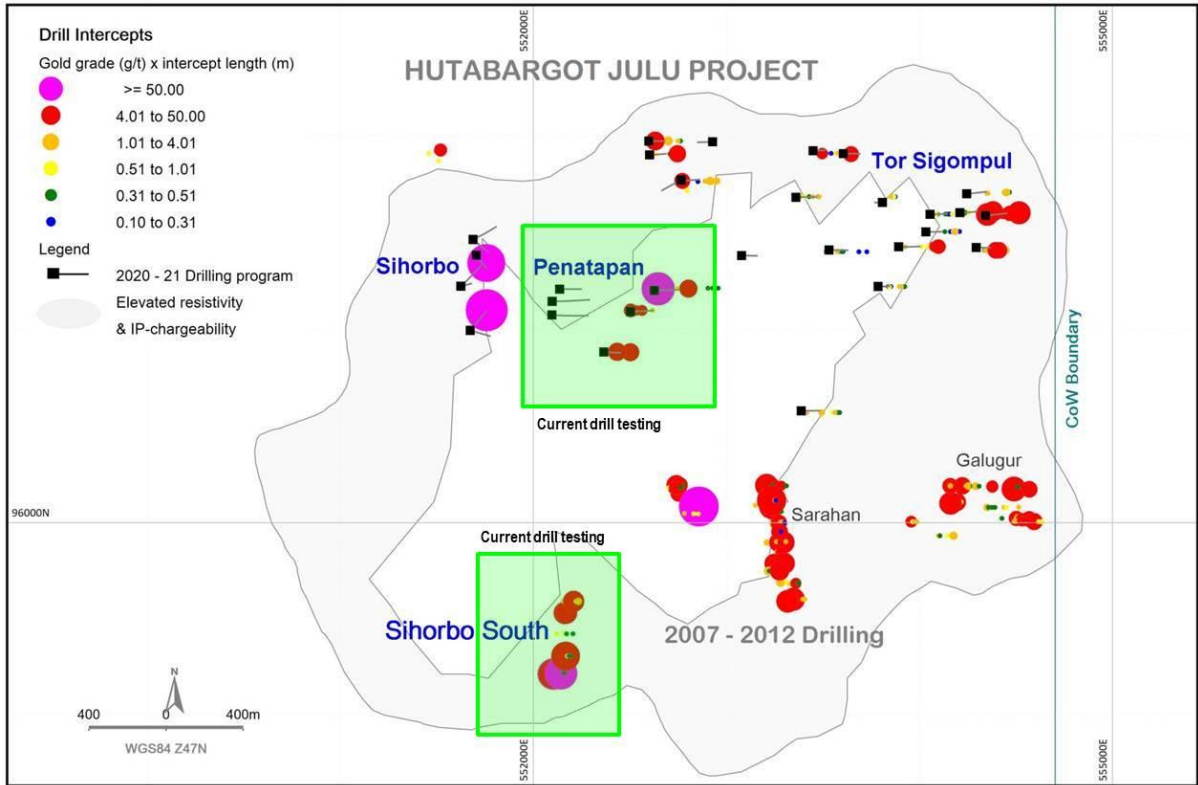 Drill Intercepts
Gold grade (g/t) x intercept length (m)
>= 50.00
4.01 to 50.00
1.01 to 4.01
0.51 to 1.01
0.31 to 0.51
0.10 to 0.31
Legend
2020 - 21 Drilling program
Elevated resistivity
& IP-chargeability
552000E
5550000E
HUTABARGOT JULU PROJECT
Tor Sigompul
Sihorbo
Penatapan
Current drill testing
CoW Boundary
Galugur
96000N
Sarahan
Current drill testing
Sihorbo South
2007 - 2012 Drilling
N
400 0 400m
WGS84 Z47N
552000E
5550000E